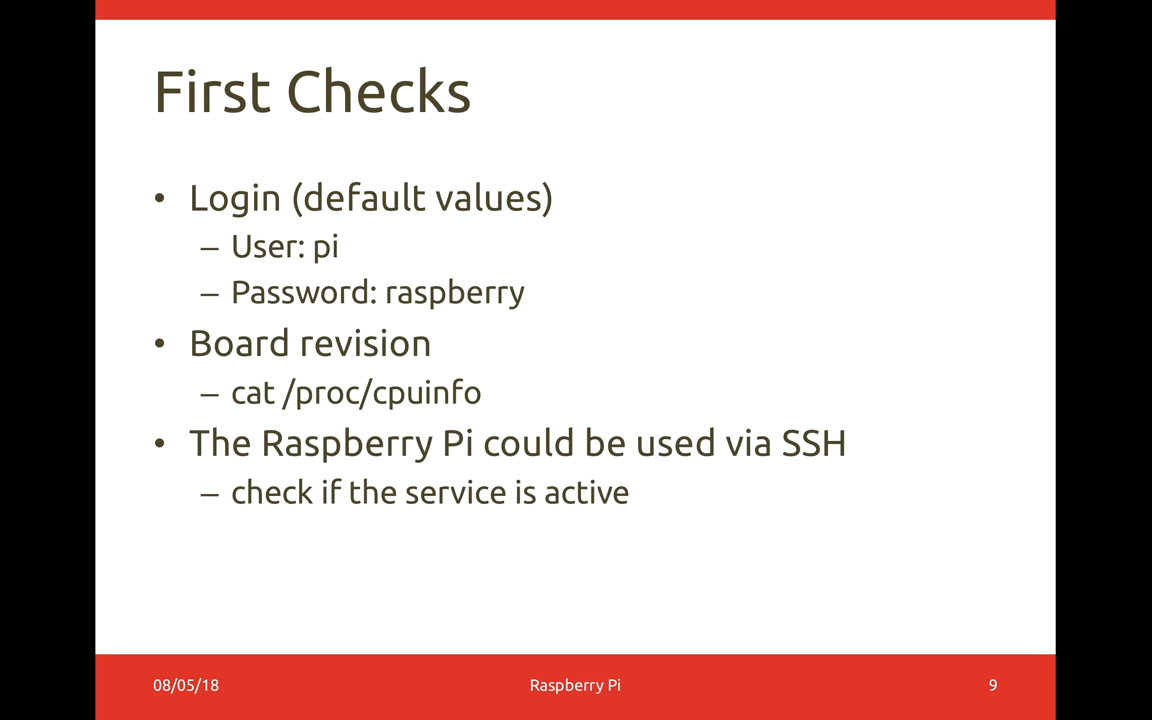 First Checks
• Login (default values)
– User: pi
– Password: raspberry
• Board revision
– cat /proc/cpuinfo
• The Raspberry Pi could be used via SSH
– check if the service is active
08/05/18 Raspberry Pi 9